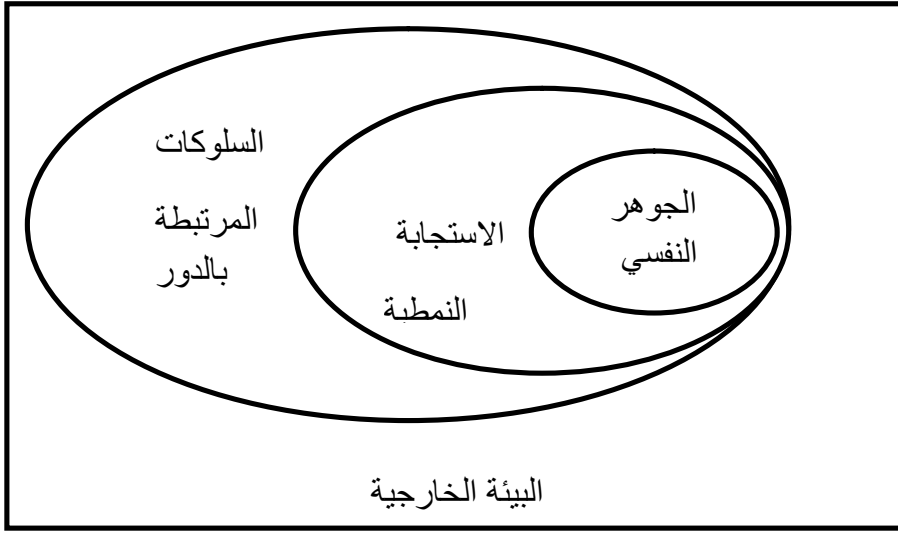 الجوهر
النفسي
الاستجابة
النمطية
السلوكات
المرتبطة
بالدور
البيئة الخارجية